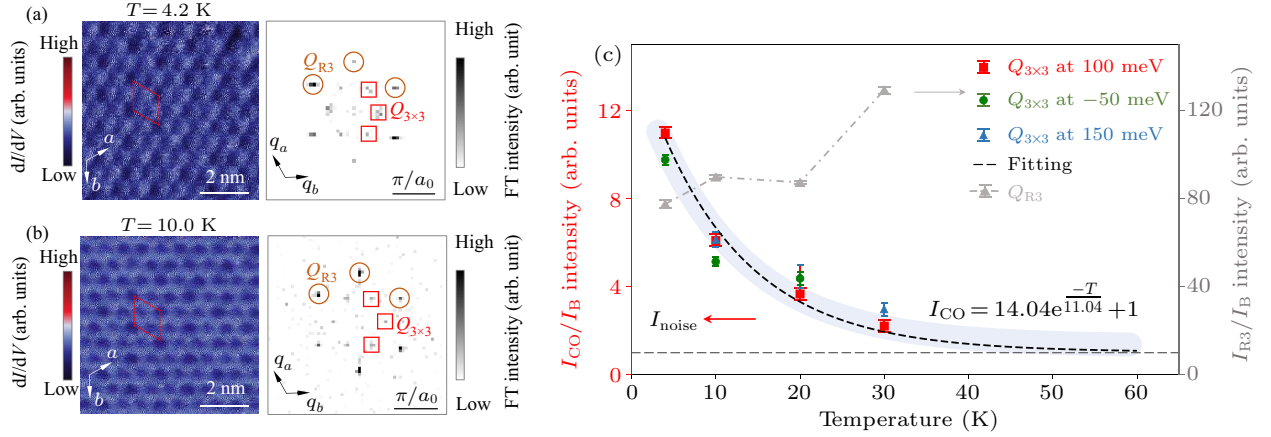 (a)
T = 4.2 K
High
Low
dI/dV (arb. units)
a
b
2 nm
Q_R3
Q_3×3
q_a
q_b
π/a_0
High
Low
FT intensity (arb. unit)
(b)
T = 10.0 K
High
Low
dI/dV (arb. units)
a
b
2 nm
Q_R3
Q_3×3
q_a
q_b
π/a_0
High
Low
FT intensity (arb. unit)
(c)
I_CO/I_B intensity (arb. units)
12
8
4
0
Q_3×3 at 100 meV
Q_3×3 at −50 meV
Q_3×3 at 150 meV
Fitting
Q_R3
I_noise
I_CO = 14.04e^(−T/11.04) + 1
0
10
20
30
40
50
60
Temperature (K)
120
80
40
0
I_R3/I_B intensity (arb. units)